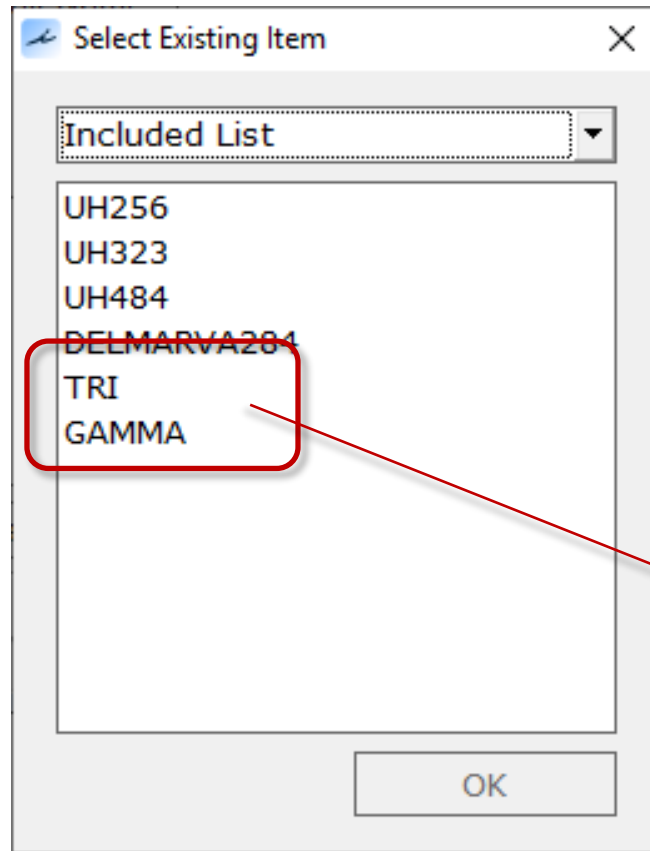 Select Existing Item
Included List
UH256
UH323
UH484
DELMARVA284
TRI
GAMMA
OK